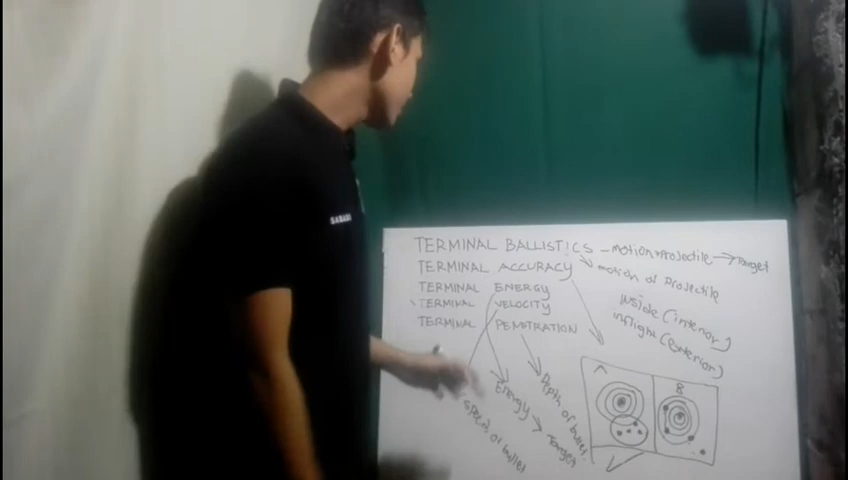 TERMINAL BALLISTICS - Motion + Projectile → Target
TERMINAL ACCURACY
motion of Projectile
TERMINAL ENERGY
TERMINAL VELOCITY
TERMINAL PENETRATION
Inside (interior)
inflight (exterior)
Depth of bullet
Energy → Target
speed of bullet
A
B